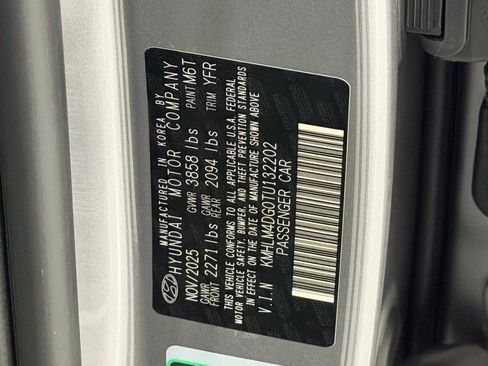 MANUFACTURED IN KOREA BY
HYUNDAI MOTOR COMPANY
NOV/2025 GVWR 3858 lbs PAINT M6T
GAWR FRONT 2271 lbs GAWR REAR 2094 lbs TRIM YFR
THIS VEHICLE CONFORMS TO ALL APPLICABLE U.S.A. FEDERAL
MOTOR VEHICLE SAFETY, BUMPER, AND THEFT PREVENTION STANDARDS
IN EFFECT ON THE DATE OF MANUFACTURE SHOWN ABOVE
V.I.N KMHLM4DG0TU132202
PASSENGER CAR